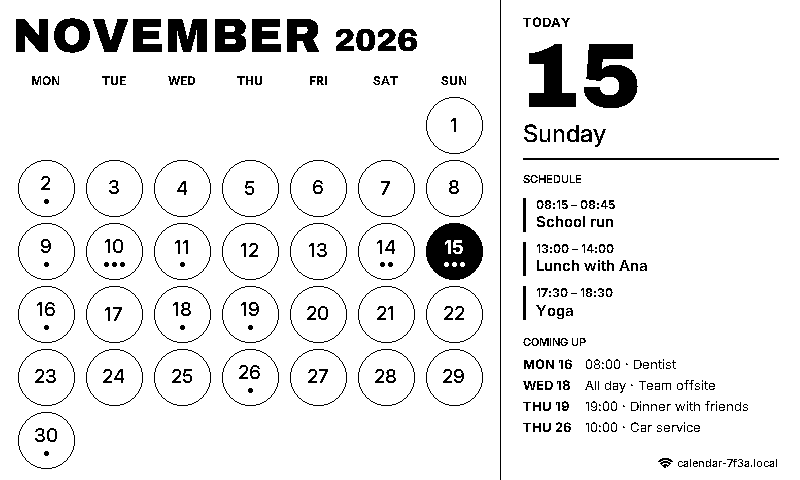 NOVEMBER 2026
MON TUE WED THU FRI SAT SUN
1
2 3 4 5 6 7 8
9 10 11 12 13 14 15
16 17 18 19 20 21 22
23 24 25 26 27 28 29
30
TODAY
15
Sunday
SCHEDULE
08:15 – 08:45
School run
13:00 – 14:00
Lunch with Ana
17:30 – 18:30
Yoga
COMING UP
MON 16 08:00 · Dentist
WED 18 All day · Team offsite
THU 19 19:00 · Dinner with friends
THU 26 10:00 · Car service
calendar-7f3a.local